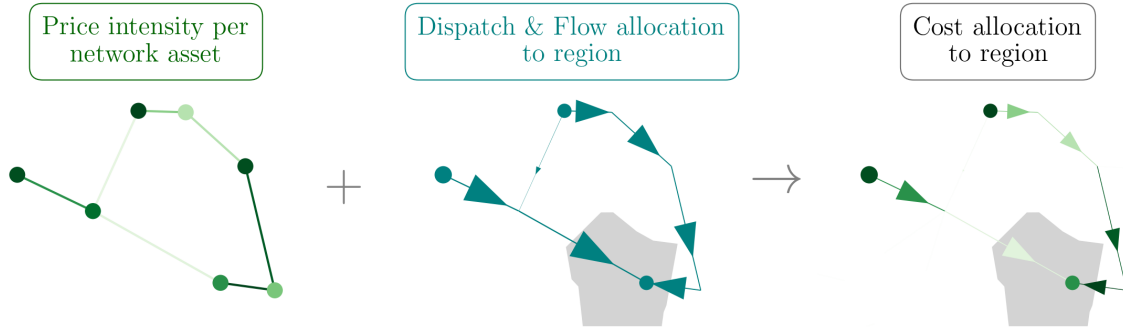 Price intensity per
network asset
Dispatch & Flow allocation
to region
Cost allocation
to region
+
→